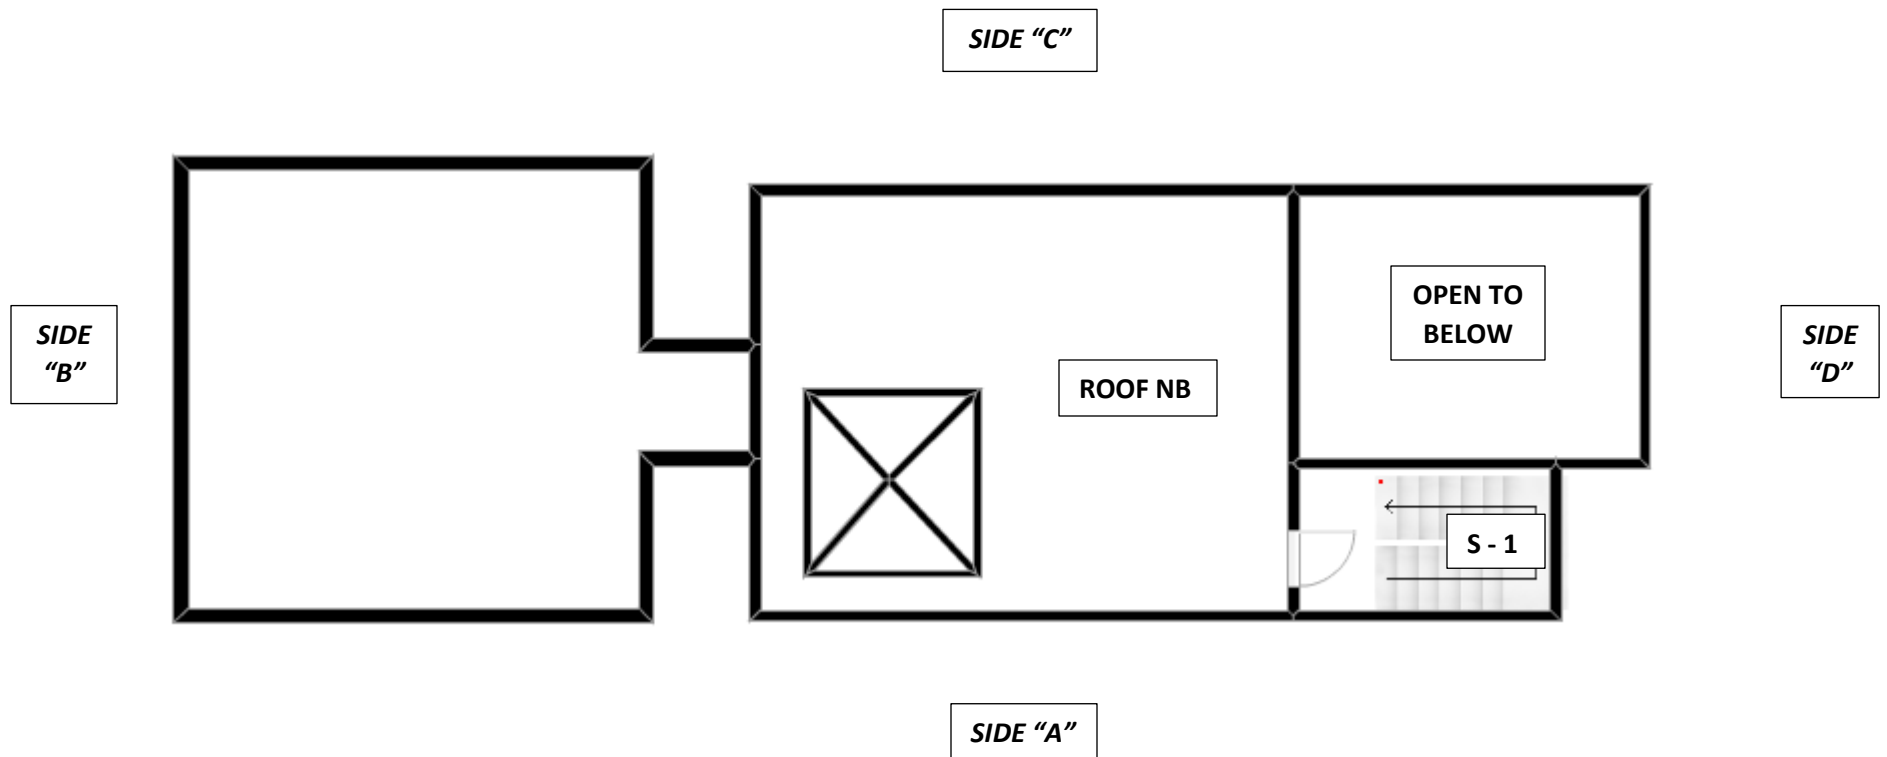 SIDE “C”
SIDE
“B”
OPEN TO
BELOW
SIDE
“D”
ROOF NB
S - 1
SIDE “A”